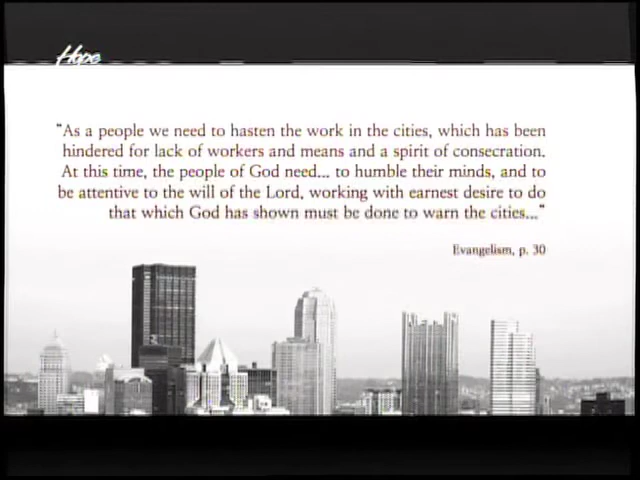 Hope
"As a people we need to hasten the work in the cities, which has been
hindered for lack of workers and means and a spirit of consecration.
At this time, the people of God need... to humble their minds, and to
be attentive to the will of the Lord, working with earnest desire to do
that which God has shown must be done to warn the cities..."
Evangelism, p. 30